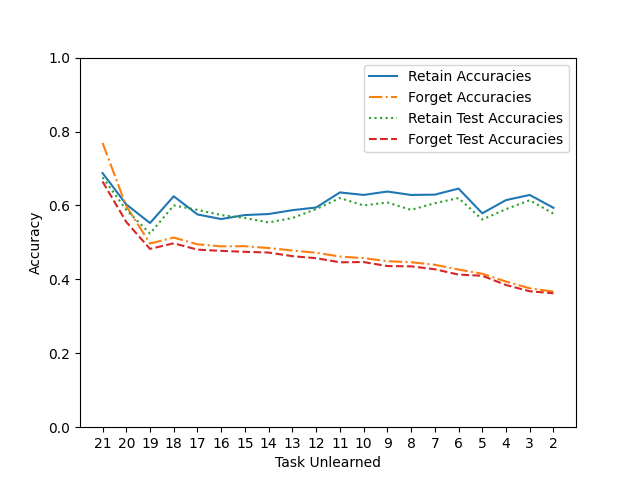 1.0
0.8
0.6
0.4
0.2
0.0
Accuracy
Retain Accuracies
Forget Accuracies
Retain Test Accuracies
Forget Test Accuracies
21 20 19 18 17 16 15 14 13 12 11 10 9 8 7 6 5 4 3 2
Task Unlearned